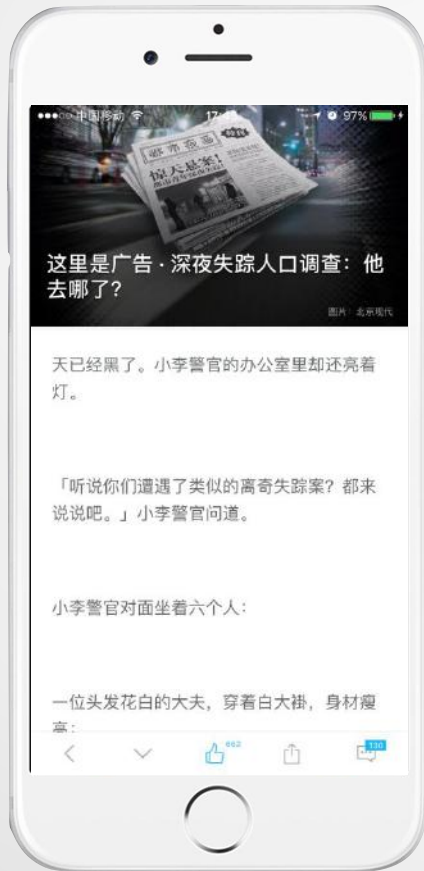 中国移动
97%
都市夜画
惊天悬案!
这里是广告 · 深夜失踪人口调查:他
去哪了?
图片:北京现代
天已经黑了。小李警官的办公室里却还亮着
灯。
「听说你们遭遇了类似的离奇失踪案?都来
说说吧。」小李警官问道。
小李警官对面坐着六个人:
一位头发花白的大夫,穿着白大褂,身材瘦
高;
662
130